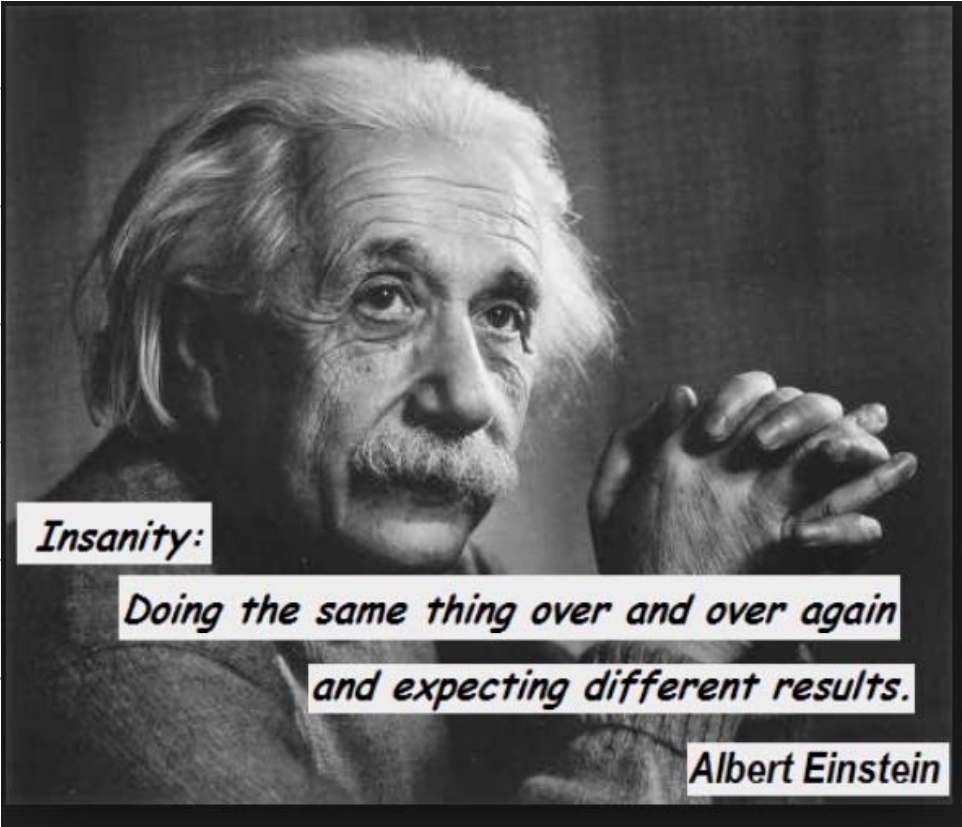 Insanity:
Doing the same thing over and over again
and expecting different results.
Albert Einstein